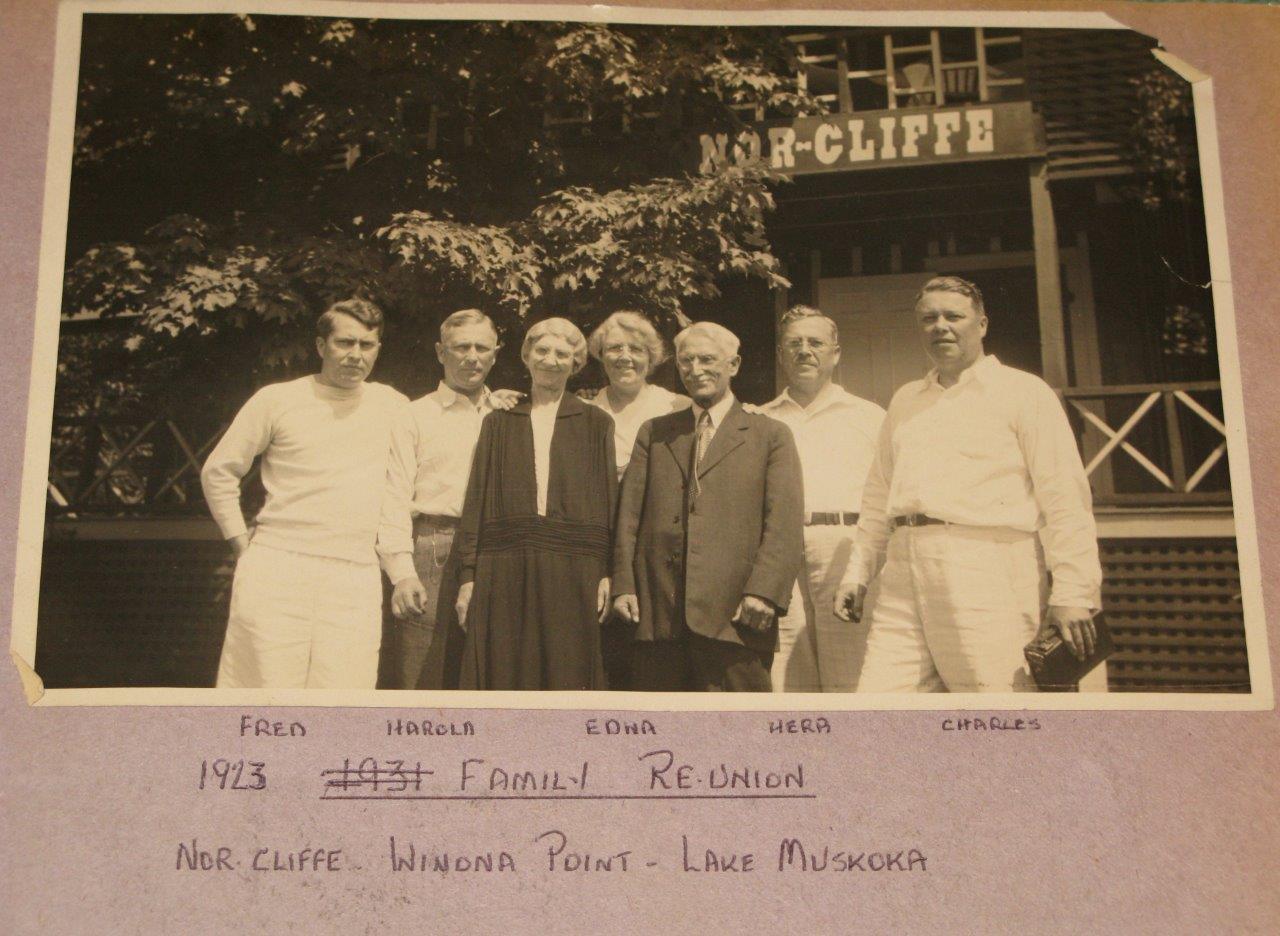 NOR-CLIFFE
FRED HAROLD EDNA HERB CHARLES
1923 1931 FAMILY RE-UNION
NOR. CLIFFE - WINONA POINT - LAKE MUSKOKA